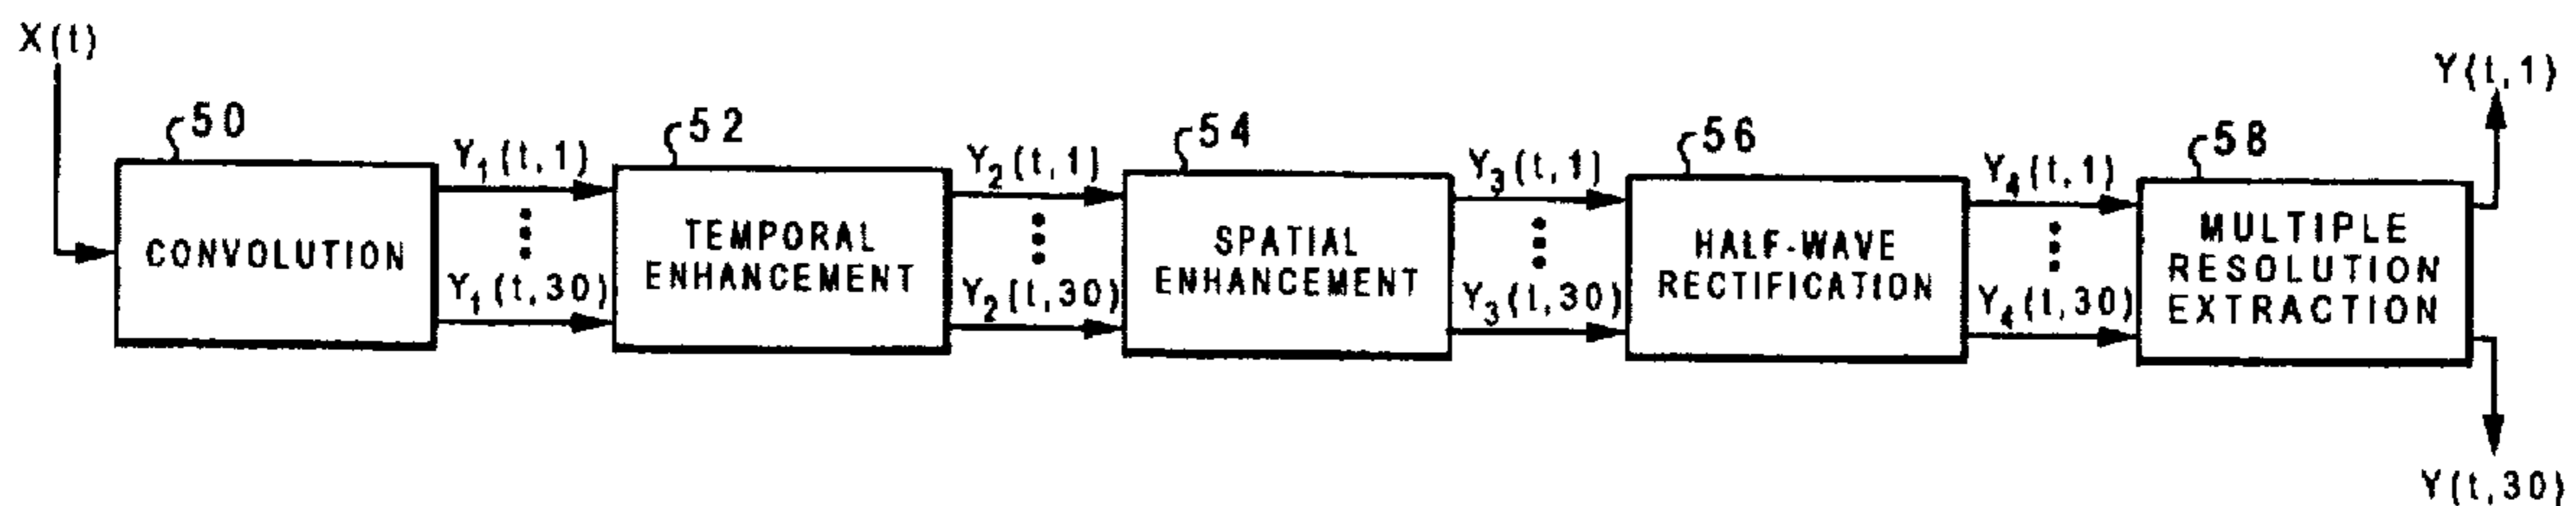 X(t)
50
CONVOLUTION
Y₁(t,1)
Y₁(t,30)
52
TEMPORAL
ENHANCEMENT
Y₂(t,1)
Y₂(t,30)
54
SPATIAL
ENHANCEMENT
Y₃(t,1)
Y₃(t,30)
56
HALF-WAVE
RECTIFICATION
Y₄(t,1)
Y₄(t,30)
58
MULTIPLE
RESOLUTION
EXTRACTION
Y(t,1)
Y(t,30)